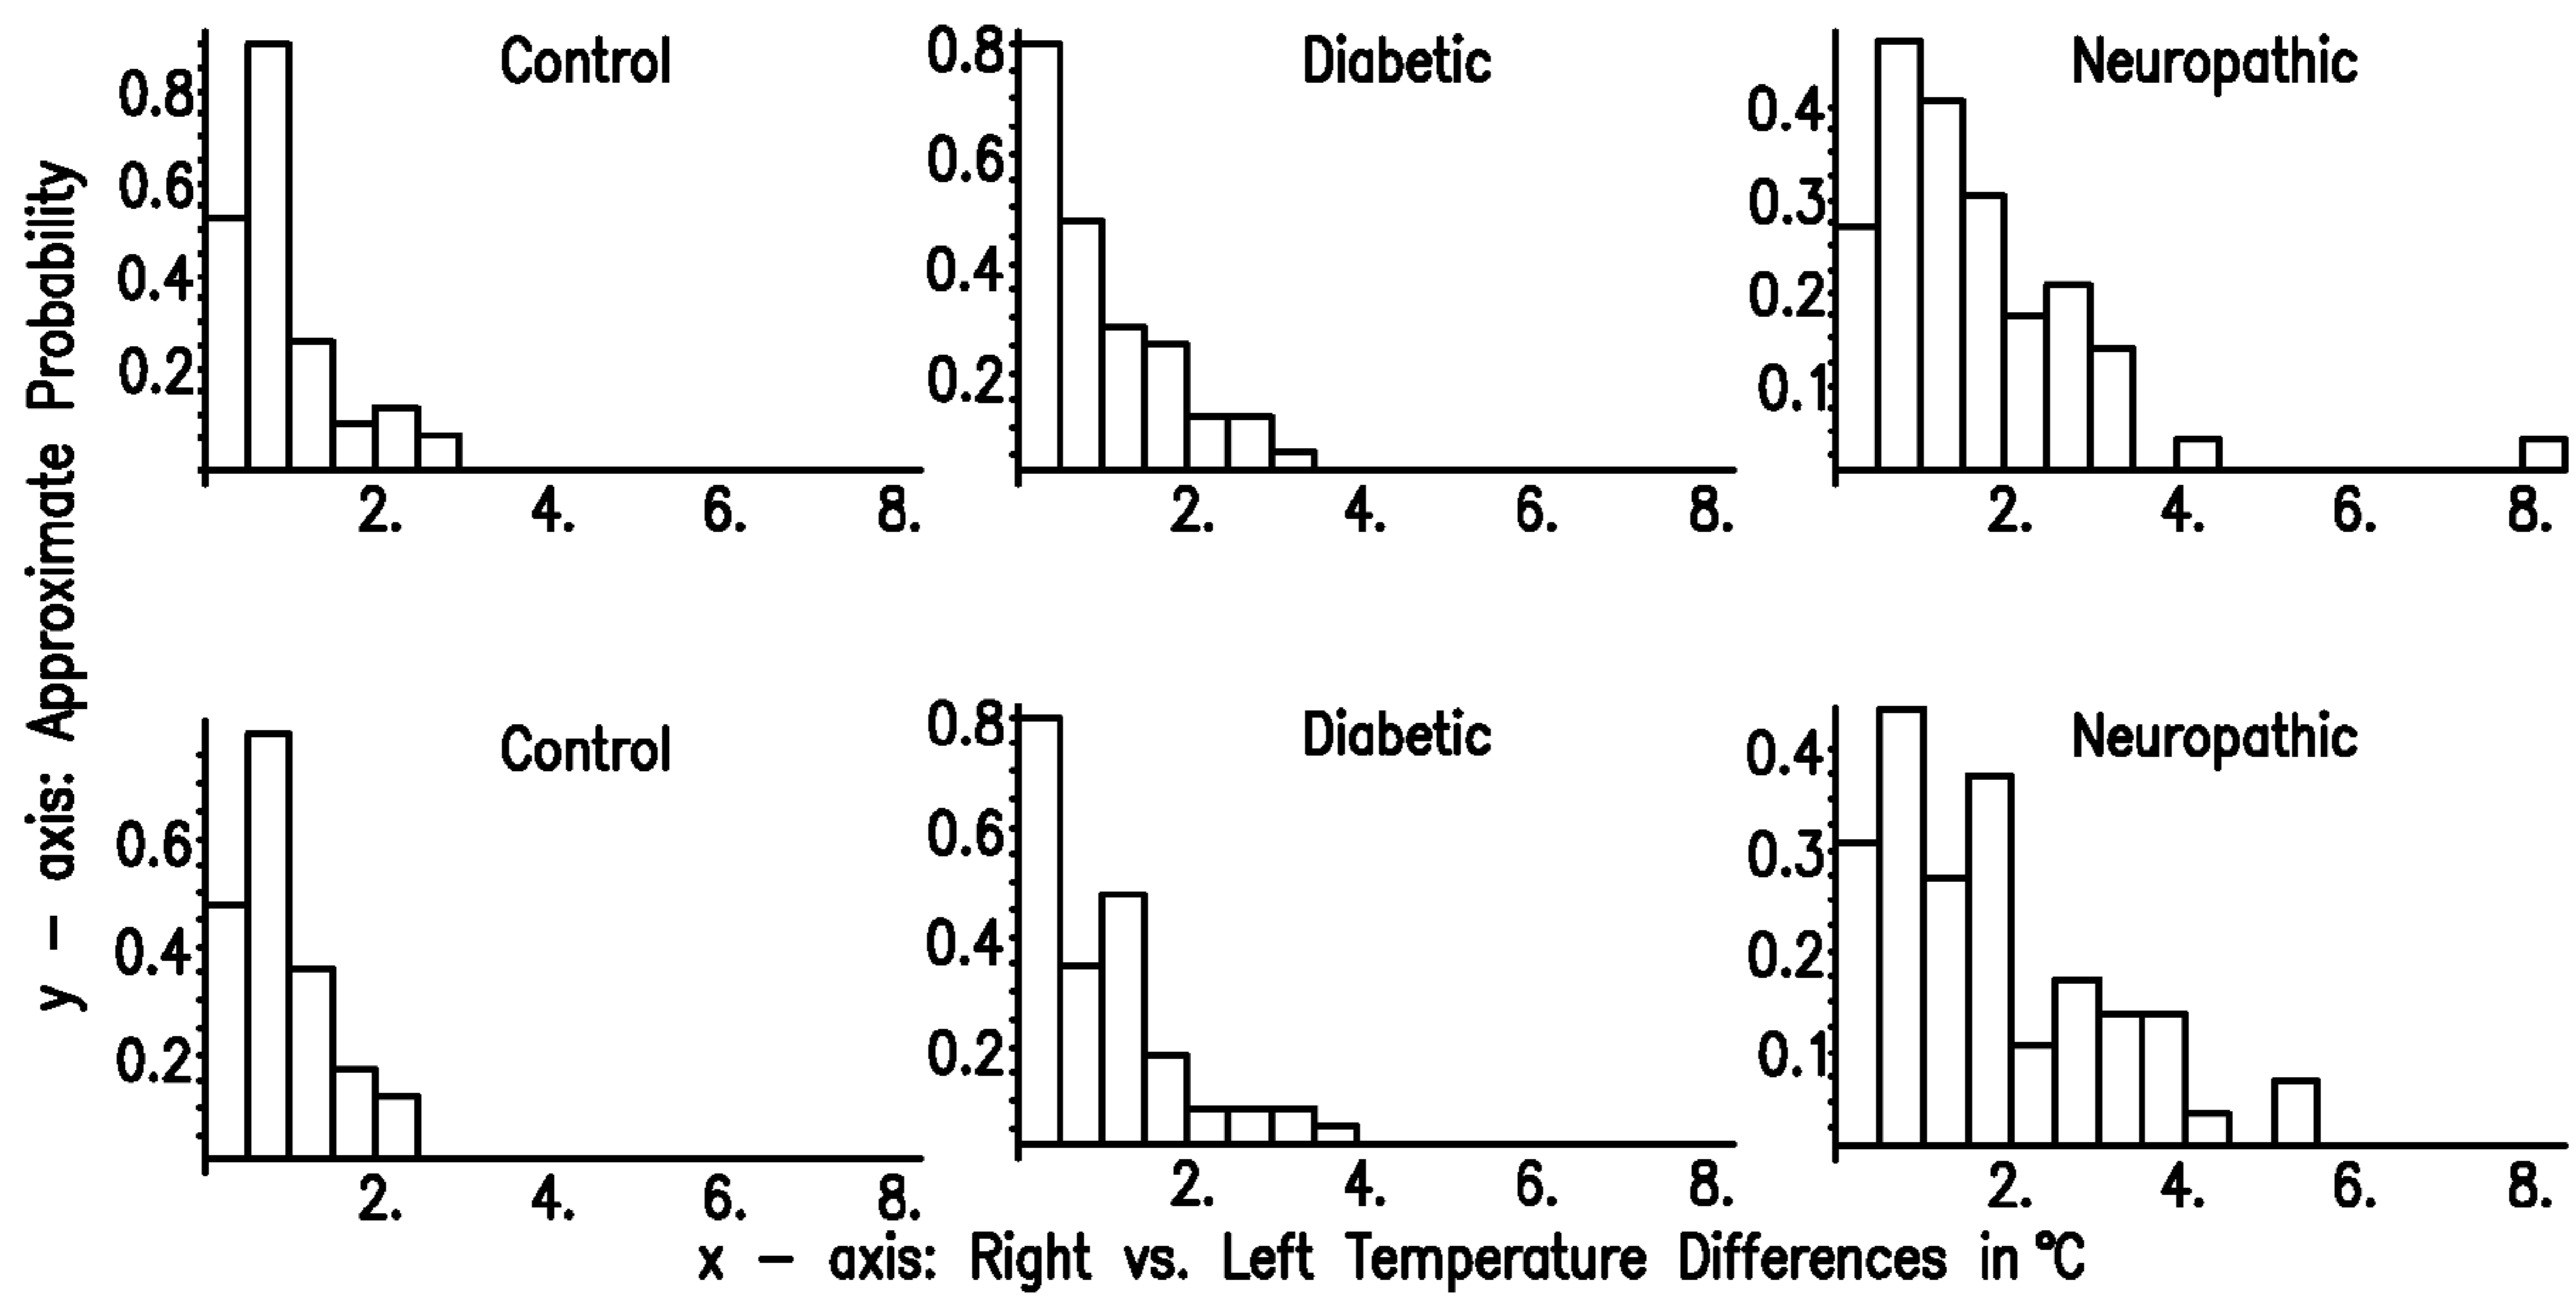 Control
0.8
0.6
0.4
0.2
2. 4. 6. 8.
Diabetic
0.8
0.6
0.4
0.2
2. 4. 6. 8.
Neuropathic
0.4
0.3
0.2
0.1
2. 4. 6. 8.
y - axis: Approximate Probability
Control
0.6
0.4
0.2
2. 4. 6. 8.
Diabetic
0.8
0.6
0.4
0.2
2. 4. 6. 8.
Neuropathic
0.4
0.3
0.2
0.1
2. 4. 6. 8.
x - axis: Right vs. Left Temperature Differences in °C